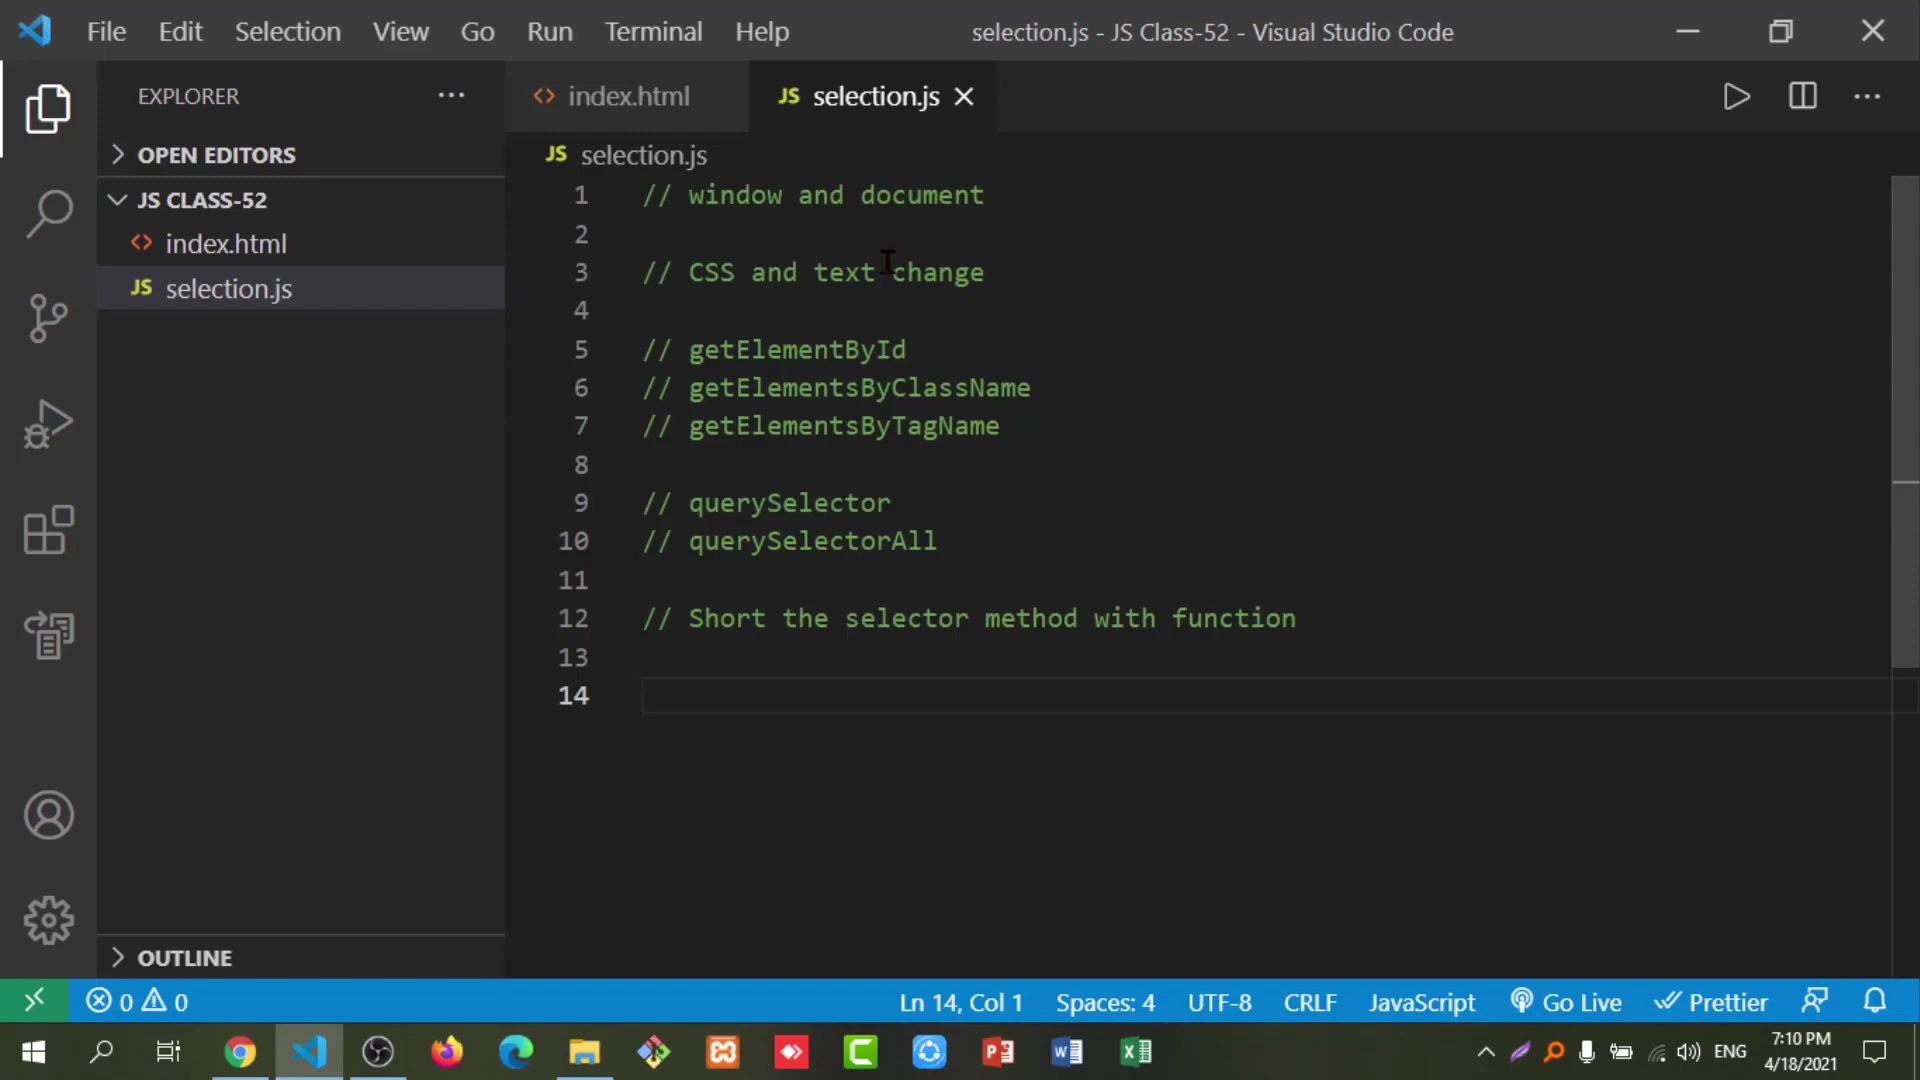 File Edit Selection View Go Run Terminal Help selection.js - JS Class-52 - Visual Studio Code
EXPLORER
index.html
JS selection.js
OPEN EDITORS
JS selection.js
JS CLASS-52
index.html
JS selection.js
1 // window and document
2
3 // CSS and text change
4
5 // getElementById
6 // getElementsByClassName
7 // getElementsByTagName
8
9 // querySelector
10 // querySelectorAll
11
12 // Short the selector method with function
13
14
OUTLINE
0 0 Ln 14, Col 1 Spaces: 4 UTF-8 CRLF JavaScript Go Live Prettier
ENG
7:10 PM
4/18/2021